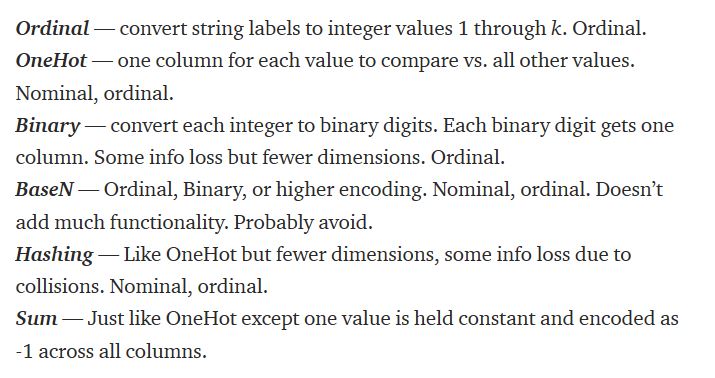 Ordinal — convert string labels to integer values 1 through k. Ordinal.
OneHot — one column for each value to compare vs. all other values.
Nominal, ordinal.
Binary — convert each integer to binary digits. Each binary digit gets one
column. Some info loss but fewer dimensions. Ordinal.
BaseN — Ordinal, Binary, or higher encoding. Nominal, ordinal. Doesn’t
add much functionality. Probably avoid.
Hashing — Like OneHot but fewer dimensions, some info loss due to
collisions. Nominal, ordinal.
Sum — Just like OneHot except one value is held constant and encoded as
-1 across all columns.